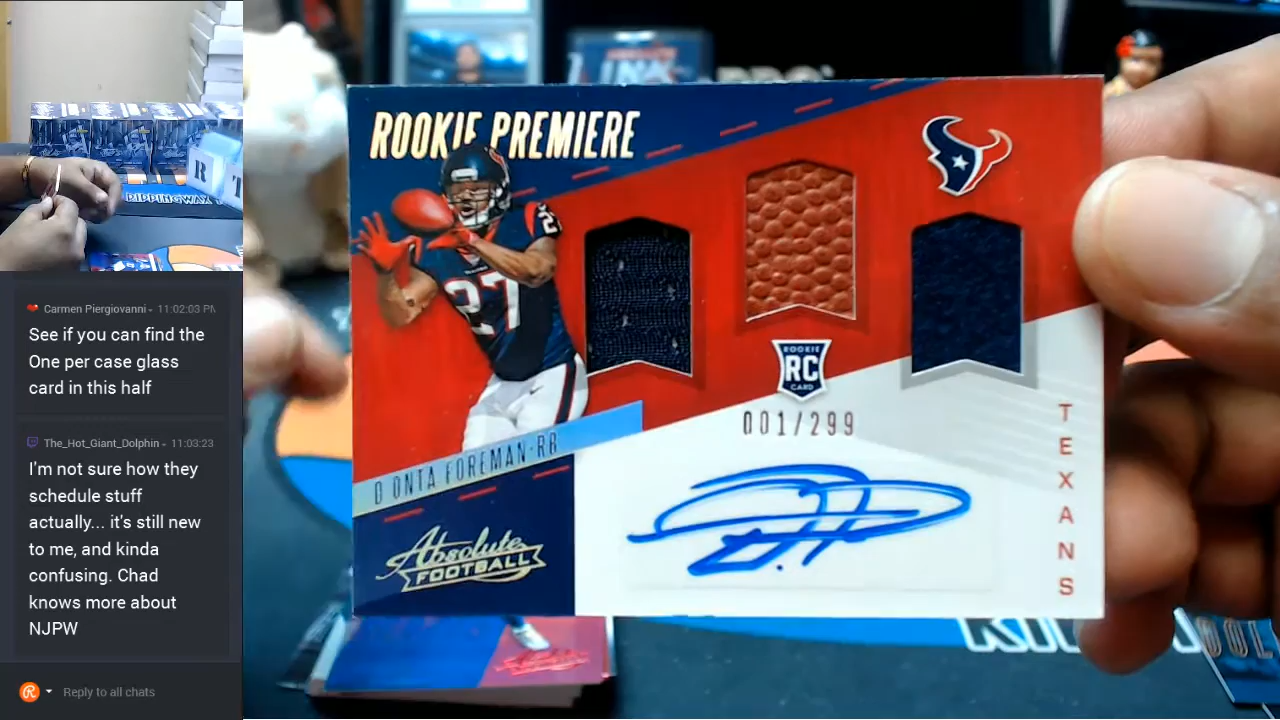 Carmen Piergiovanni 11:02:03 PM
See if you can find the
One per case glass
card in this half
The_Hot_Giant_Dolphin 11:03:23
I'm not sure how they
schedule stuff
actually... it's still new
to me, and kinda
confusing. Chad
knows more about
NJPW
Reply to all chats
ROOKIE PREMIERE
27
27
ROOKIE
RC
CARD
001/299
D'ONTA FOREMAN-RB
Absolute
FOOTBALL
TEXANS
R
T
RIPPINGWAX
INK